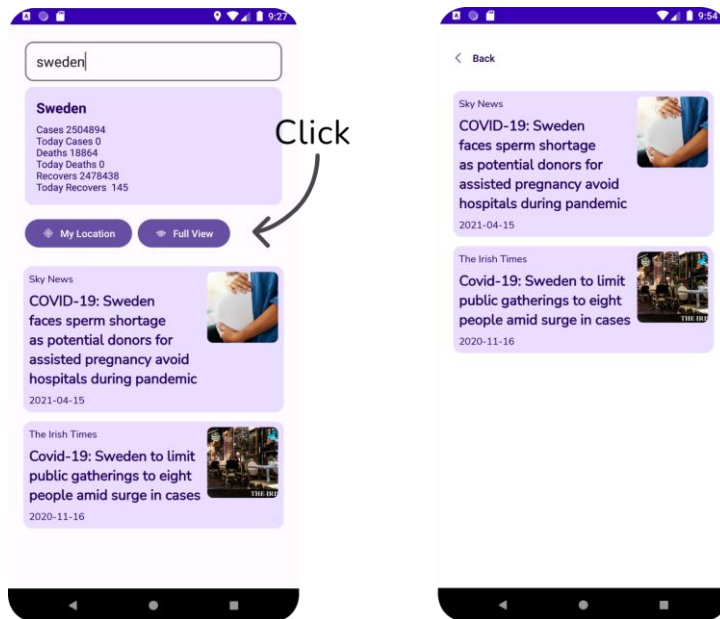 9:27
sweden
Sweden
Cases 2504894
Today Cases 0
Deaths 18864
Today Deaths 0
Recovers 2478438
Today Recovers 145
My Location
Full View
Sky News
COVID-19: Sweden
faces sperm shortage
as potential donors for
assisted pregnancy avoid
hospitals during pandemic
2021-04-15
The Irish Times
Covid-19: Sweden to limit
public gatherings to eight
people amid surge in cases
2020-11-16
THE IRI
Click
9:54
Back
Sky News
COVID-19: Sweden
faces sperm shortage
as potential donors for
assisted pregnancy avoid
hospitals during pandemic
2021-04-15
The Irish Times
Covid-19: Sweden to limit
public gatherings to eight
people amid surge in cases
2020-11-16
THE IRI